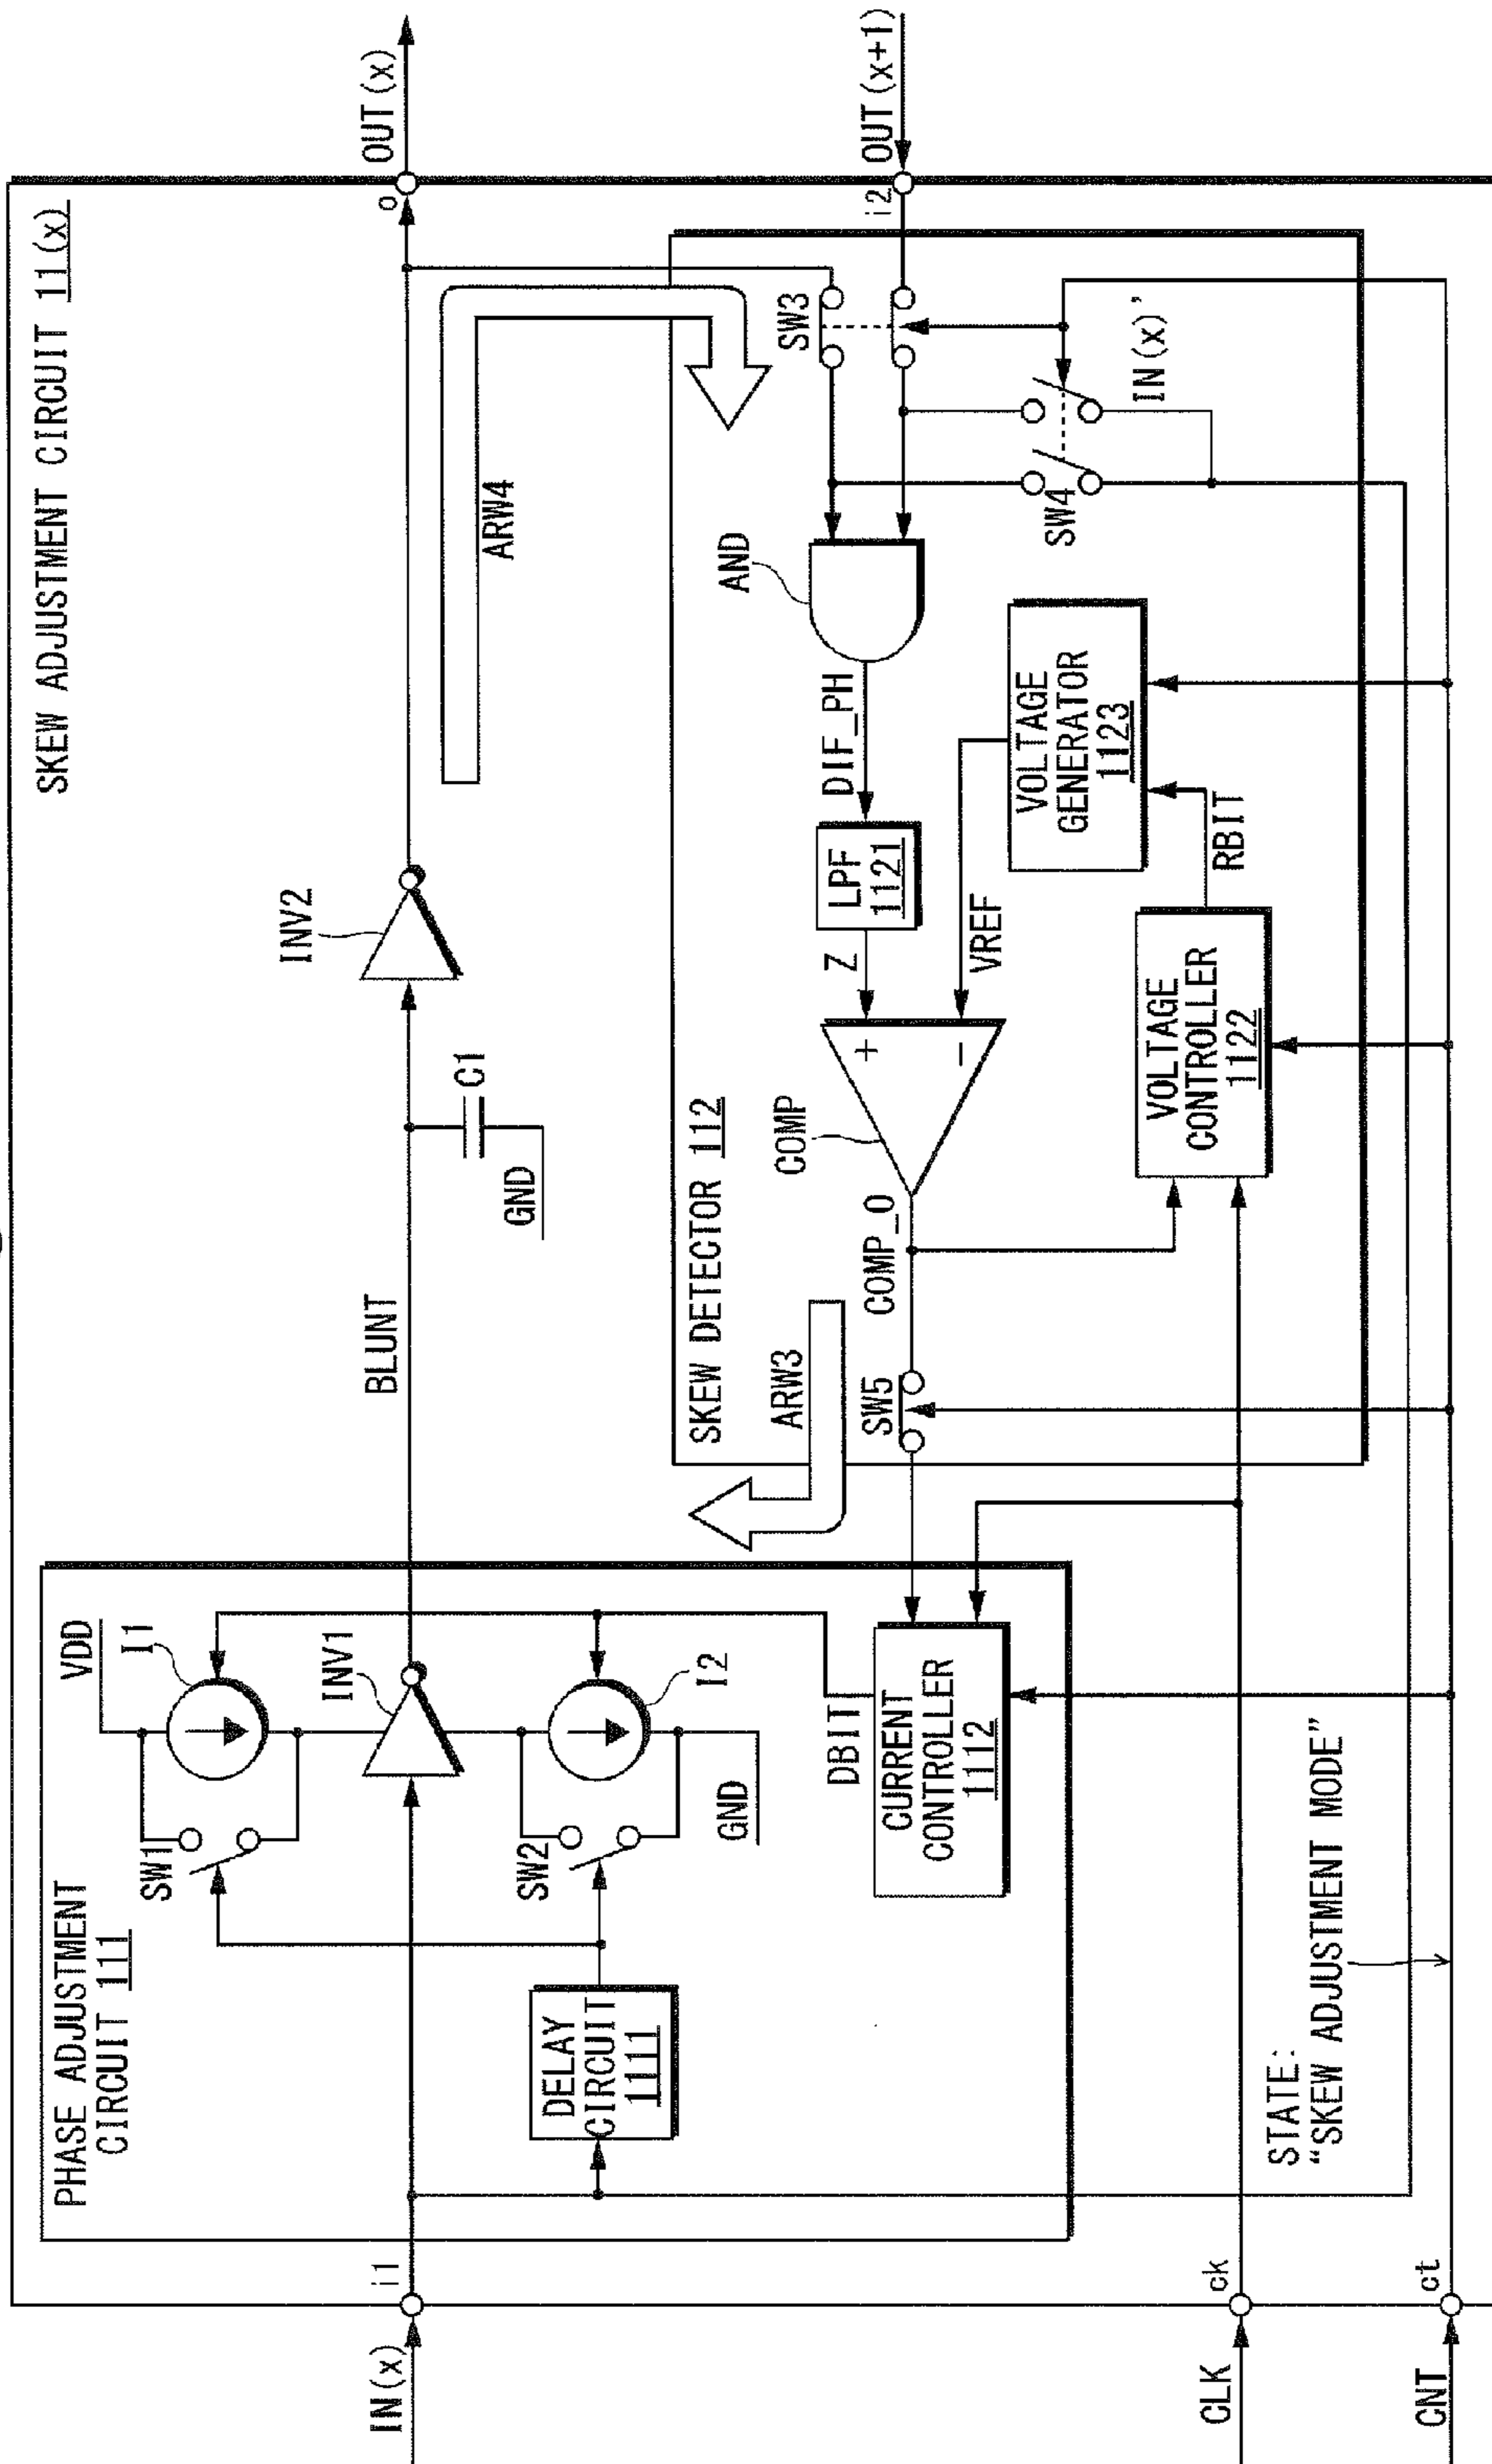 SKEW ADJUSTMENT CIRCUIT 11(x)
PHASE ADJUSTMENT
CIRCUIT 111
VDD
I1
SW1
INV1
IN(x)
i1
BLUNT
INV2
o
OUT(x)
C1
GND
ARW4
SW2
I2
GND
DELAY
CIRCUIT
1111
DBIT
CURRENT
CONTROLLER
1112
SKEW DETECTOR 112
ARW3
SW5
COMP_O
COMP
+
−
Z
LPF
1121
DIF_PH
AND
SW3
i2
OUT(x+1)
VREF
VOLTAGE
GENERATOR
1123
SW4
IN(x)'
VOLTAGE
CONTROLLER
1122
RBIT
CLK
ck
STATE:
“SKEW ADJUSTMENT MODE”
CNT
ct